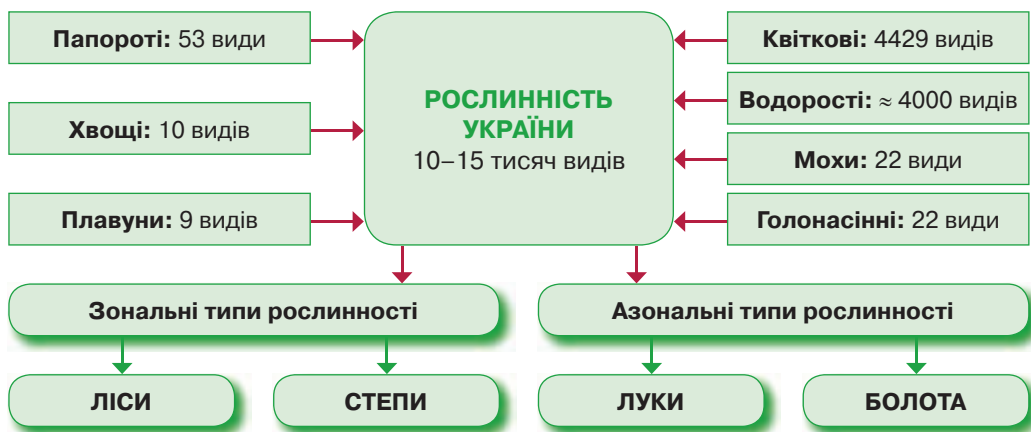 Папороті: 53 види
Хвощі: 10 видів
Плавуни: 9 видів
РОСЛИННІСТЬ
УКРАЇНИ
10–15 тисяч видів
Квіткові: 4429 видів
Водорості: ≈ 4000 видів
Мохи: 22 види
Голонасінні: 22 види
Зональні типи рослинності
Азональні типи рослинності
ЛІСИ
СТЕПИ
ЛУКИ
БОЛОТА